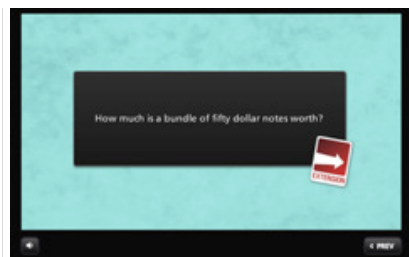 How much is a bundle of fifty dollar notes worth?
EXTENSION
< PREV